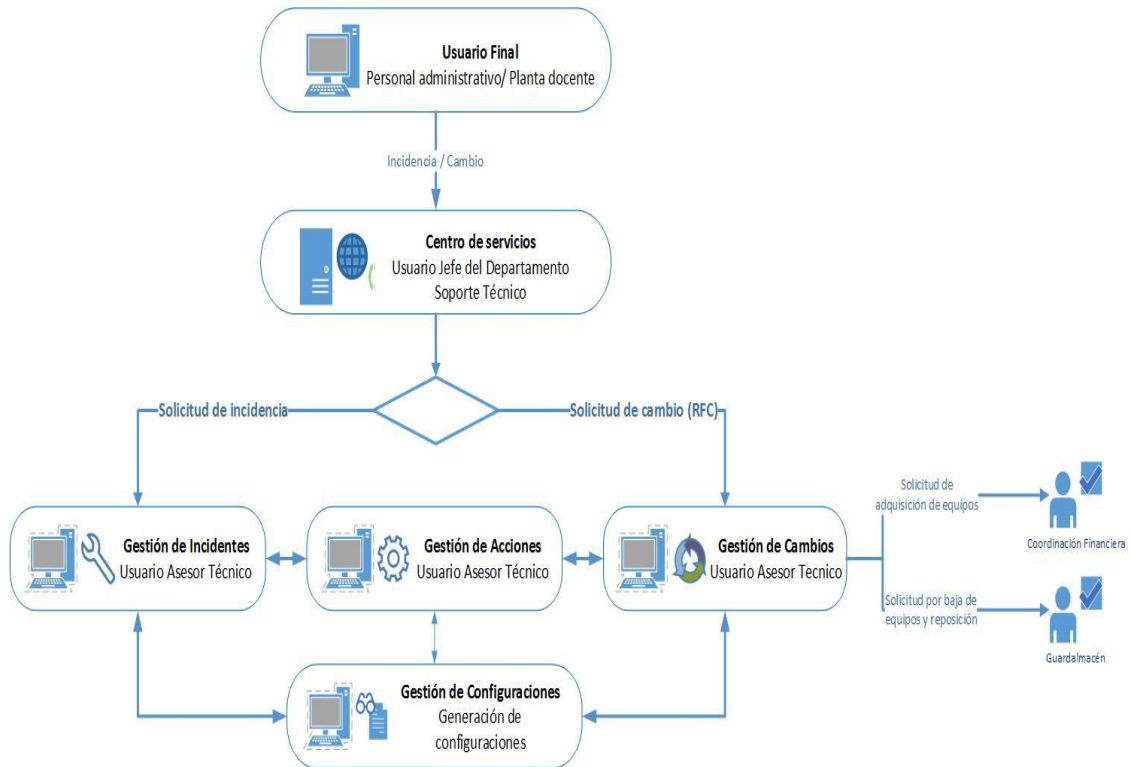 Usuario Final
Personal administrativo/ Planta docente
Incidencia / Cambio
Centro de servicios
Usuario Jefe del Departamento
Soporte Técnico
Solicitud de incidencia
Solicitud de cambio (RFC)
Gestión de Incidentes
Usuario Asesor Técnico
Gestión de Acciones
Usuario Asesor Técnico
Gestión de Cambios
Usuario Asesor Tecnico
Solicitud de
adquisición de equipos
Coordinación Financiera
Solicitud por baja de
equipos y reposición
Guardalmacén
Gestión de Configuraciones
Generación de
configuraciones